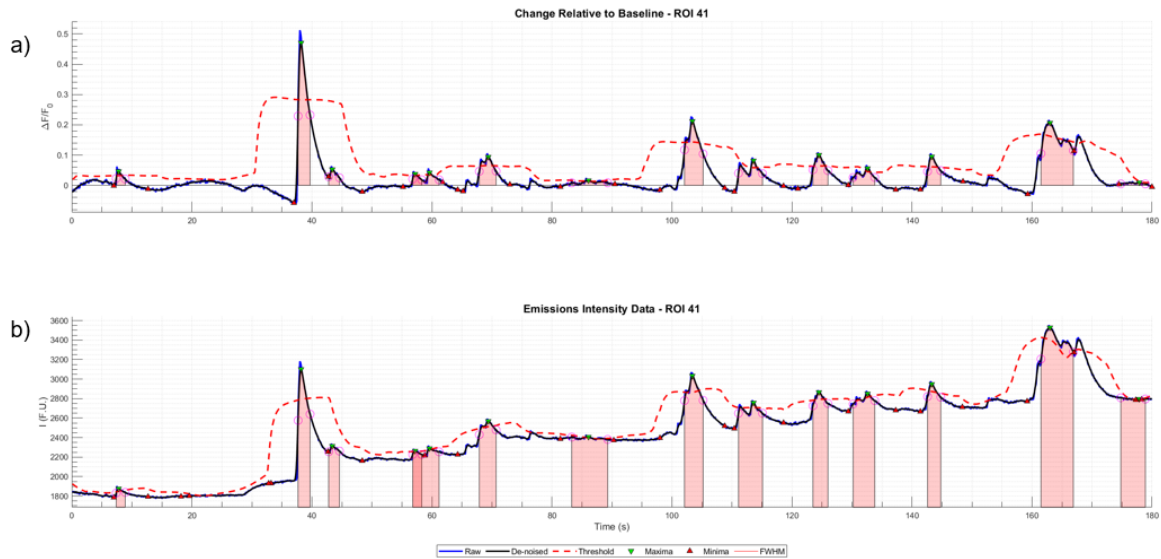 a)
Change Relative to Baseline - ROI 41
ΔF/F0
0.5
0.4
0.3
0.2
0.1
0
0 20 40 60 80 100 120 140 160 180
b)
Emissions Intensity Data - ROI 41
I (F.U.)
3600
3400
3200
3000
2800
2600
2400
2200
2000
1800
0 20 40 60 80 100 120 140 160 180
Time (s)
Raw De-noised Threshold Maxima Minima FWHM